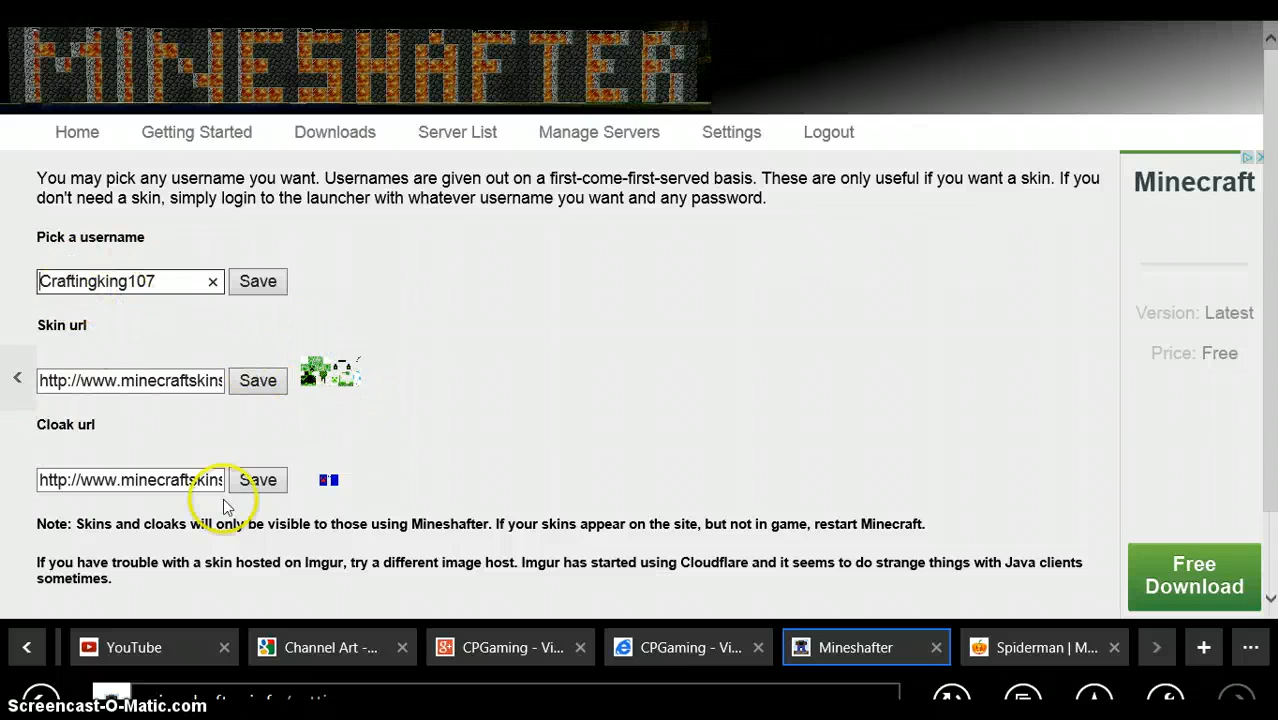 MINESHAFTER
Home Getting Started Downloads Server List Manage Servers Settings Logout
You may pick any username you want. Usernames are given out on a first-come-first-served basis. These are only useful if you want a skin. If you
don't need a skin, simply login to the launcher with whatever username you want and any password.
Pick a username
Craftingking107 × Save
Skin url
http://www.minecraftskins Save
Cloak url
http://www.minecraftskins Save
Note: Skins and cloaks will only be visible to those using Mineshafter. If your skins appear on the site, but not in game, restart Minecraft.
If you have trouble with a skin hosted on Imgur, try a different image host. Imgur has started using Cloudflare and it seems to do strange things with Java clients
sometimes.
Minecraft
Version: Latest
Price: Free
Free
Download
YouTube Channel Art -... CPGaming - Vi... CPGaming - Vi... Mineshafter Spiderman | M...
Screencast-O-Matic.com